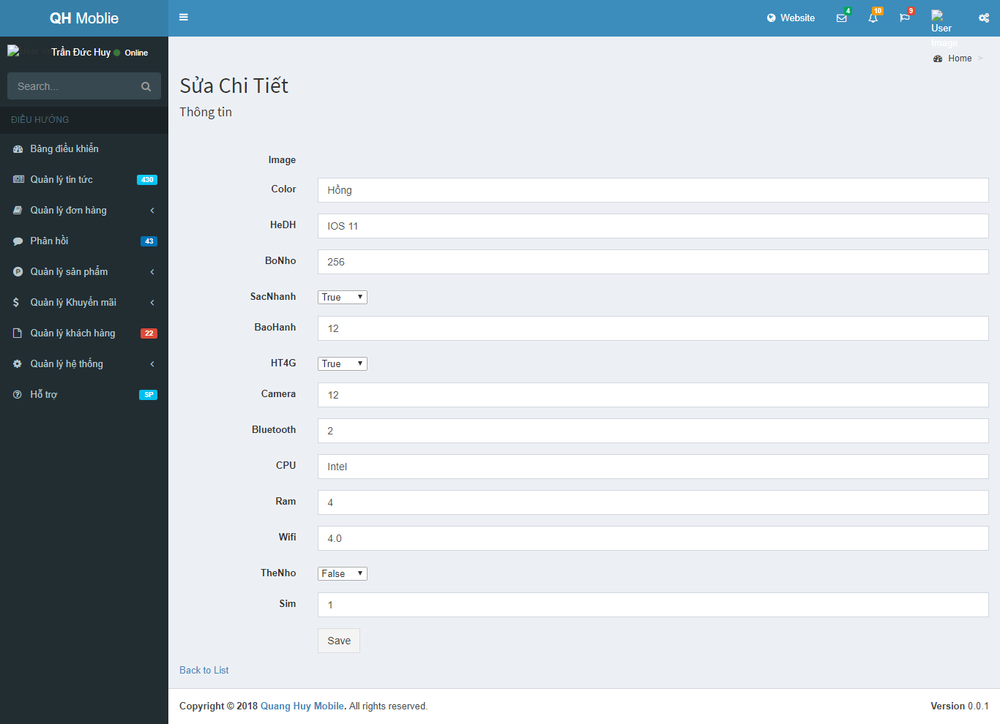 QH Moblie
Website
4
10
9
User Image
Trần Đức Huy Online
Search...
ĐIỀU HƯỚNG
Bảng điều khiển
Quản lý tin tức 430
Quản lý đơn hàng
Phản hồi 43
Quản lý sản phẩm
Quản lý Khuyến mãi
Quản lý khách hàng 22
Quản lý hệ thống
Hỗ trợ SP
Home >
Sửa Chi Tiết
Thông tin
Image
Color Hồng
HeDH IOS 11
BoNho 256
SacNhanh True
BaoHanh 12
HT4G True
Camera 12
Bluetooth 2
CPU Intel
Ram 4
Wifi 4.0
TheNho False
Sim 1
Save
Back to List
Copyright © 2018 Quang Huy Mobile. All rights reserved.
Version 0.0.1